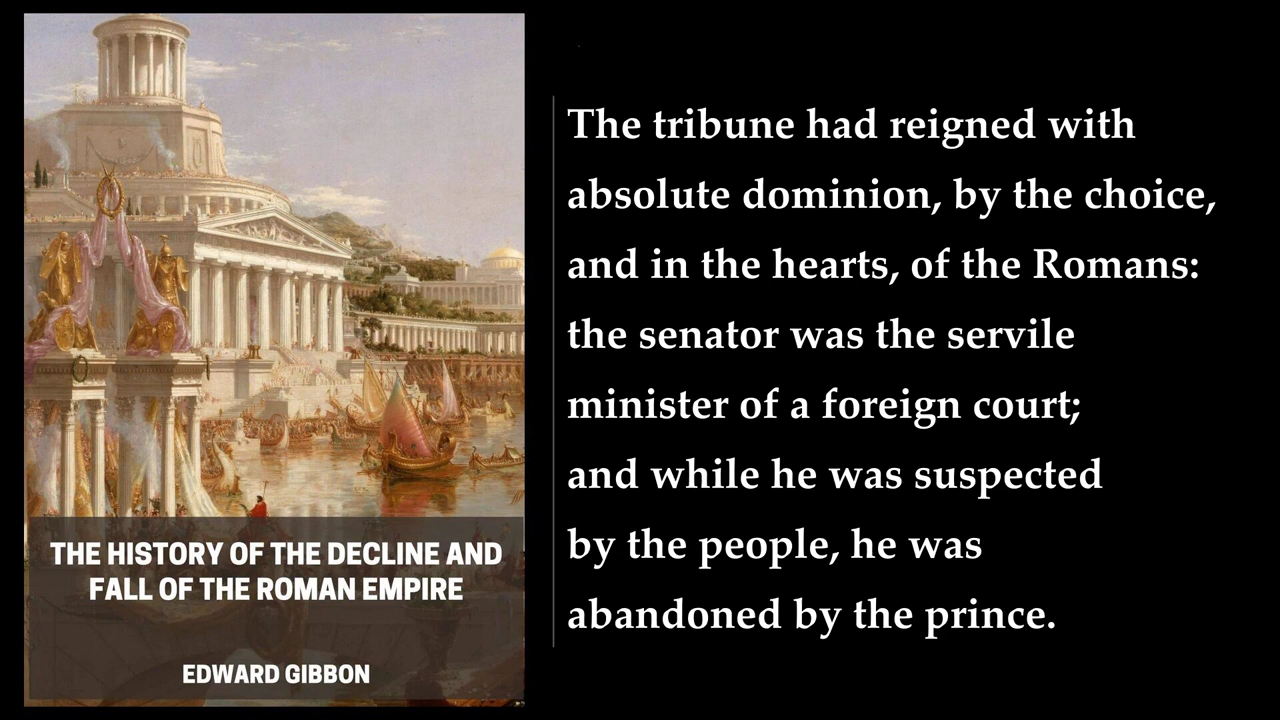 THE HISTORY OF THE DECLINE AND
FALL OF THE ROMAN EMPIRE
EDWARD GIBBON
The tribune had reigned with
absolute dominion, by the choice,
and in the hearts, of the Romans:
the senator was the servile
minister of a foreign court;
and while he was suspected
by the people, he was
abandoned by the prince.